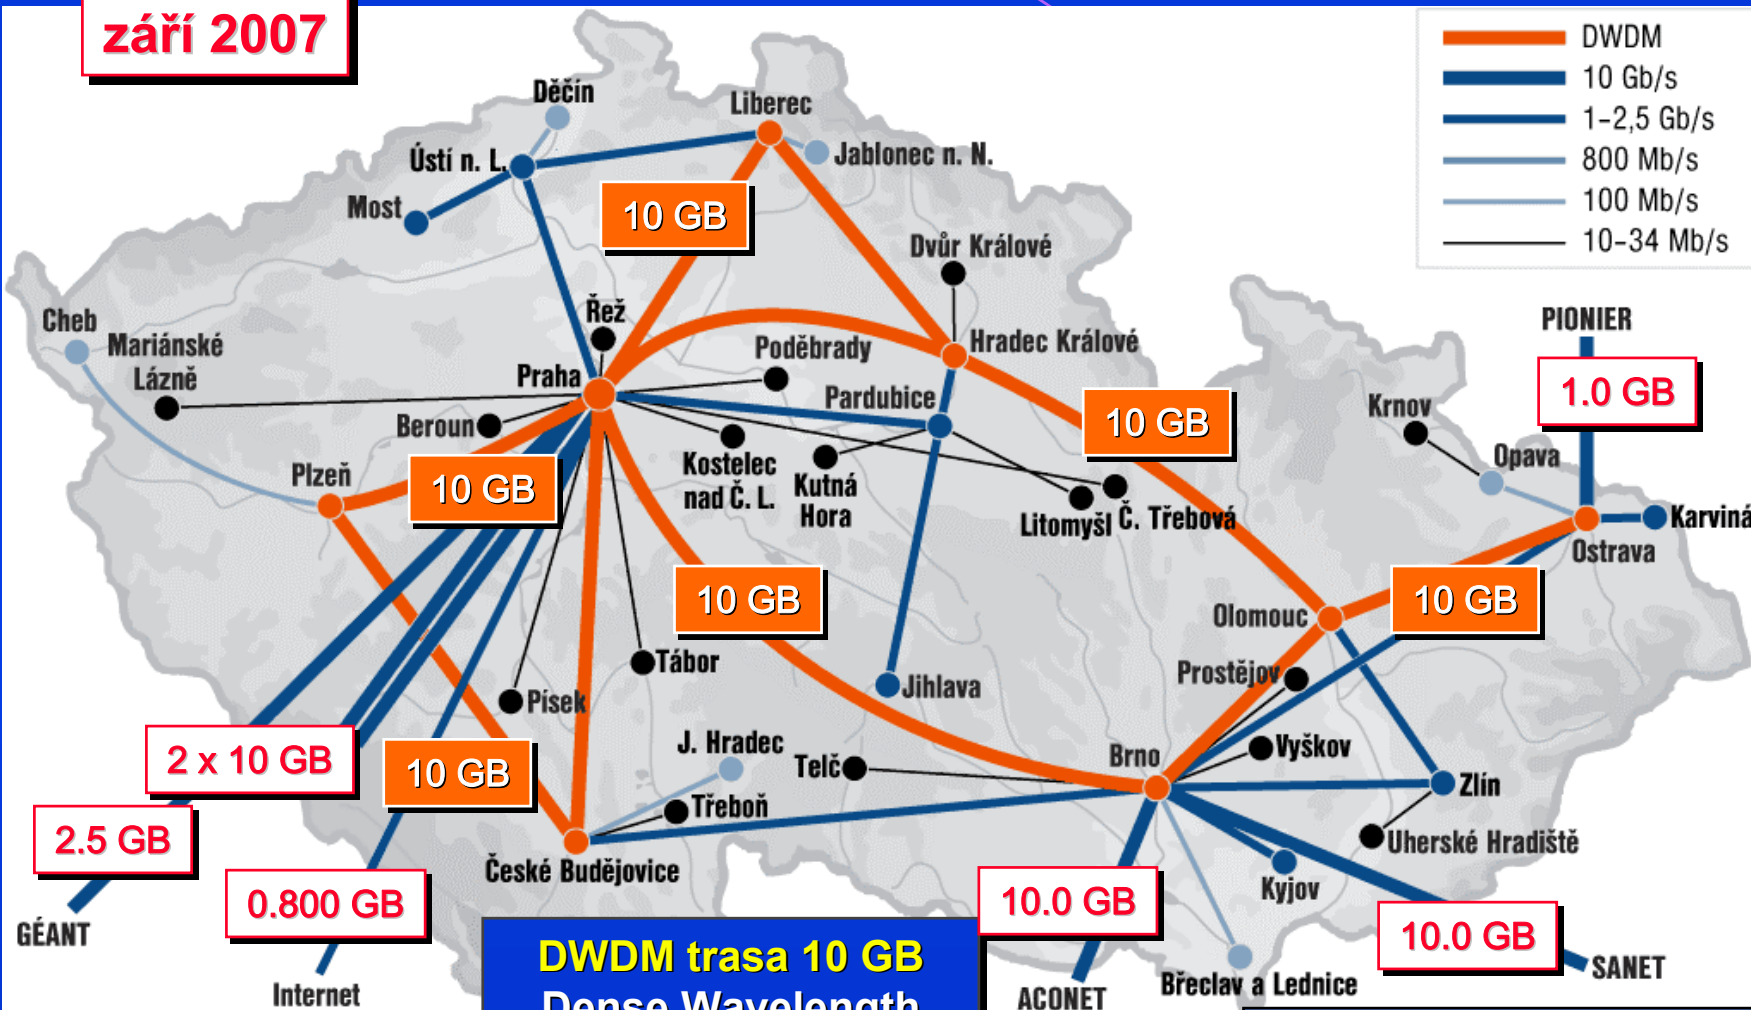 září 2007
DWDM
10 Gb/s
1–2,5 Gb/s
800 Mb/s
100 Mb/s
10–34 Mb/s
Děčín
Liberec
Ústí n. L.
Jablonec n. N.
Most
10 GB
Dvůr Králové
Cheb
Mariánské
Lázně
Řež
Poděbrady
Hradec Králové
PIONIER
1.0 GB
Praha
Pardubice
Beroun
10 GB
Krnov
Plzeň
10 GB
Kostelec
nad Č. L.
Kutná
Hora
Litomyšl
Č. Třebová
Opava
Karviná
Ostrava
10 GB
10 GB
Olomouc
Tábor
Jihlava
Prostějov
Písek
J. Hradec
Telč
Brno
Vyškov
2 x 10 GB
10 GB
Zlín
Třeboň
2.5 GB
České Budějovice
Uherské Hradiště
0.800 GB
10.0 GB
Kyjov
10.0 GB
GÉANT
DWDM trasa 10 GB
Dense Wavelength
SANET
Internet
ACONET
Břeclav a Lednice